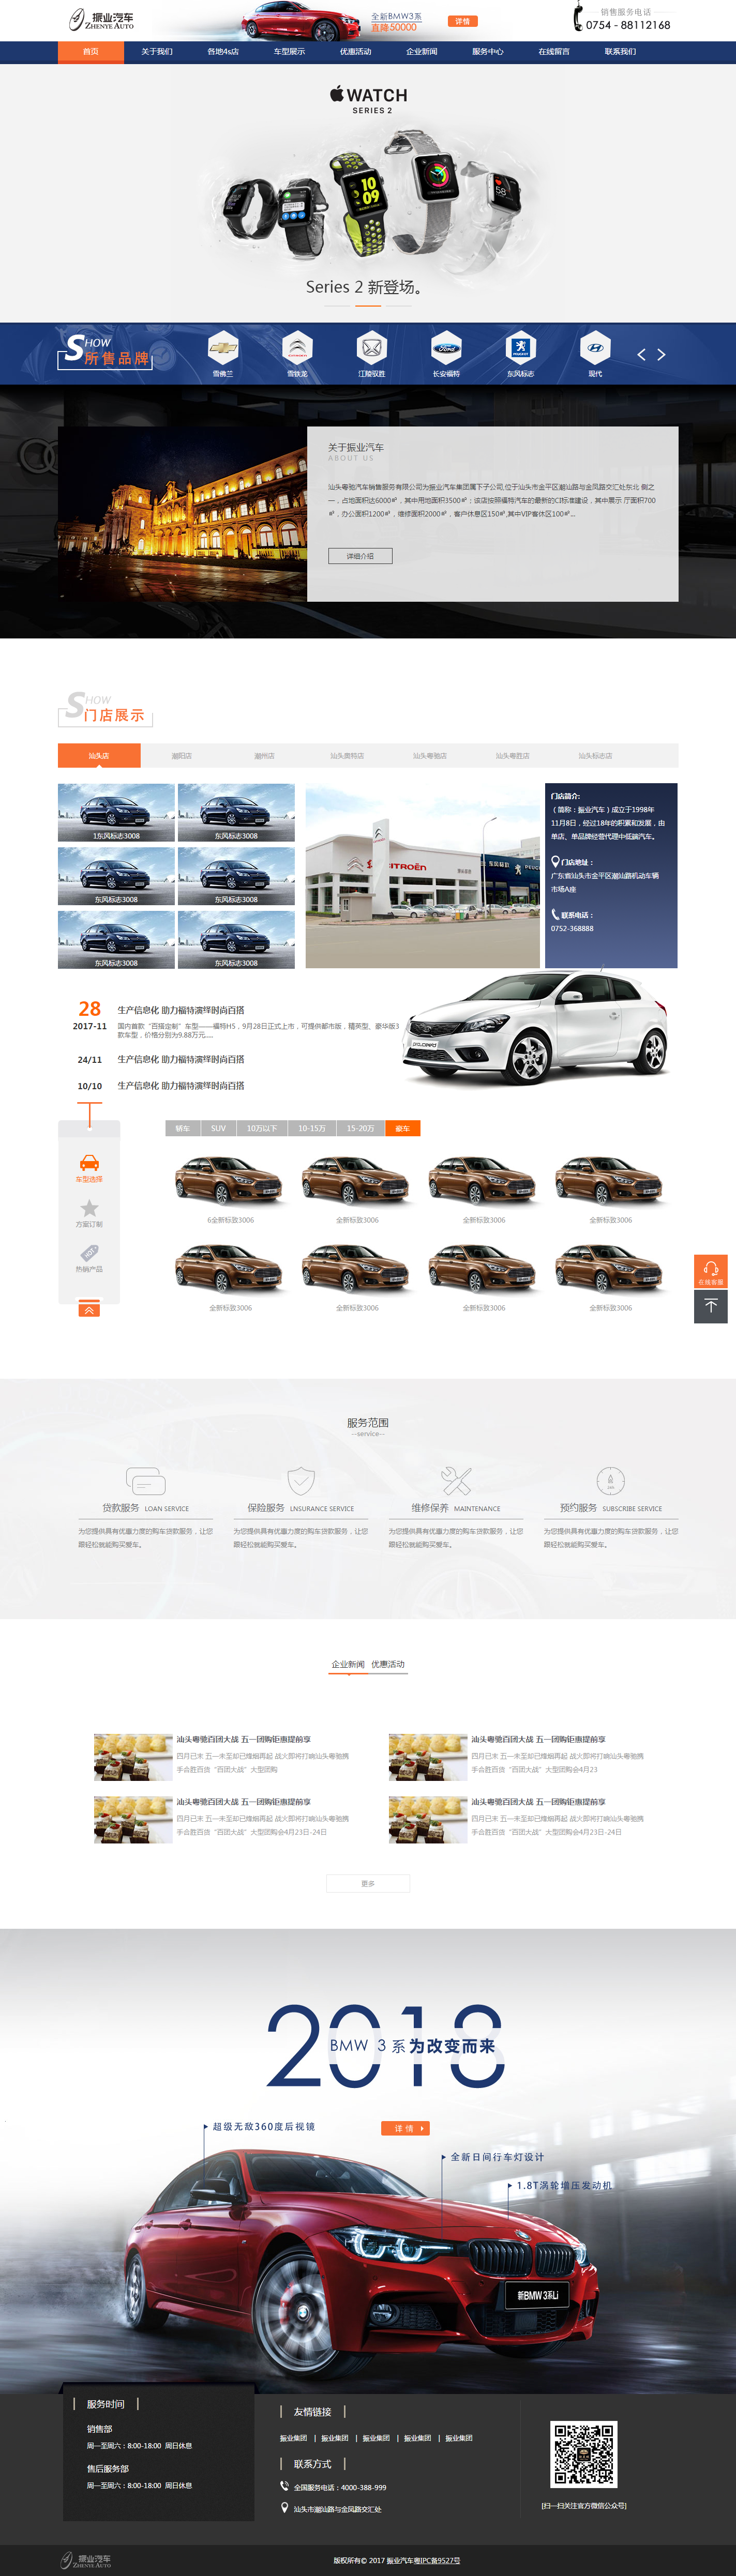 振业汽车
ZHENYE AUTO
全新BMW3系
直降50000
详情
销售服务电话
0754 - 88112168
首页
关于我们
各地4s店
车型展示
优惠活动
企业新闻
服务中心
在线留言
联系我们
WATCH
SERIES 2
10
09
Series 2 新登场。
SHOW
所售品牌
雪佛兰
雪铁龙
江陵驭胜
长安福特
东风标志
现代
关于振业汽车
ABOUT US
汕头粤驰汽车销售服务有限公司为振业汽车集团属下子公司,位于汕头市金平区潮汕路与金凤路交汇处东北 侧之
一，占地面积达6000㎡，其中用地面积3500㎡；该店按照福特汽车的最新的CI标准建设，其中展示 厅面积700
㎡，办公面积1200㎡，维修面积2000㎡，客户休息区150㎡,其中VIP客休区100㎡...
详细介绍
SHOW
门店展示
汕头店
潮阳店
潮州店
汕头奥特店
汕头粤驰店
汕头粤胜店
汕头标志店
1东风标志3008
东风标志3008
东风标志3008
东风标志3008
东风标志3008
东风标志3008
CITROËN
门店简介:
（简称：振业汽车）成立于1998年
11月8日，经过18年的积累和发展，由
单店、单品牌经营代理中低端汽车。
门店地址：
广东省汕头市金平区潮汕路机动车辆
市场A座
联系电话：
0752-368888
28
2017-11
生产信息化 助力福特演绎时尚百搭
国内首款“百搭定制”车型——福特H5，9月28日正式上市，可提供都市版，精英型、豪华版3
款车型，价格分别为9.88万元.....
24/11
生产信息化 助力福特演绎时尚百搭
10/10
生产信息化 助力福特演绎时尚百搭
轿车
SUV
10万以下
10-15万
15-20万
豪车
车型选择
方案订制
HOT
热销产品
6全新标致3006
全新标致3006
全新标致3006
全新标致3006
全新标致3006
全新标致3006
全新标致3006
全新标致3006
在线客服
服务范围
---service---
贷款服务 LOAN SERVICE
为您提供具有优惠力度的购车贷款服务，让您
跟轻松就能购买爱车。
保险服务 LNSURANCE SERVICE
为您提供具有优惠力度的购车贷款服务，让您
跟轻松就能购买爱车。
维修保养 MAINTENANCE
为您提供具有优惠力度的购车贷款服务，让您
跟轻松就能购买爱车。
预约服务 SUBSCRIBE SERVICE
为您提供具有优惠力度的购车贷款服务，让您
跟轻松就能购买爱车。
企业新闻 优惠活动
汕头粤驰百团大战 五一团购钜惠提前享
四月已末 五一未至却已烽烟再起 战火即将打响汕头粤驰携
手合胜百货“百团大战”大型团购
汕头粤驰百团大战 五一团购钜惠提前享
四月已末 五一未至却已烽烟再起 战火即将打响汕头粤驰携
手合胜百货“百团大战”大型团购会4月23
汕头粤驰百团大战 五一团购钜惠提前享
四月已末 五一未至却已烽烟再起 战火即将打响汕头粤驰携
手合胜百货“百团大战”大型团购会4月23日-24日
汕头粤驰百团大战 五一团购钜惠提前享
四月已末 五一未至却已烽烟再起 战火即将打响汕头粤驰携
手合胜百货“百团大战”大型团购会4月23日-24日
更多
2018
BMW 3系为改变而来
超级无敌360度后视镜
详情
全新日间行车灯设计
1.8T涡轮增压发动机
新BMW 3系Li
服务时间
销售部
周一至周六：8:00-18:00 周日休息
售后服务部
周一至周六：8:00-18:00 周日休息
友情链接
振业集团 | 振业集团 | 振业集团 | 振业集团 | 振业集团
联系方式
全国服务电话：4000-388-999
汕头市潮汕路与金凤路交汇处
[扫一扫关注官方微信公众号]
振业汽车
ZHENYE AUTO
版权所有© 2017 振业汽车粤IPC备9527号